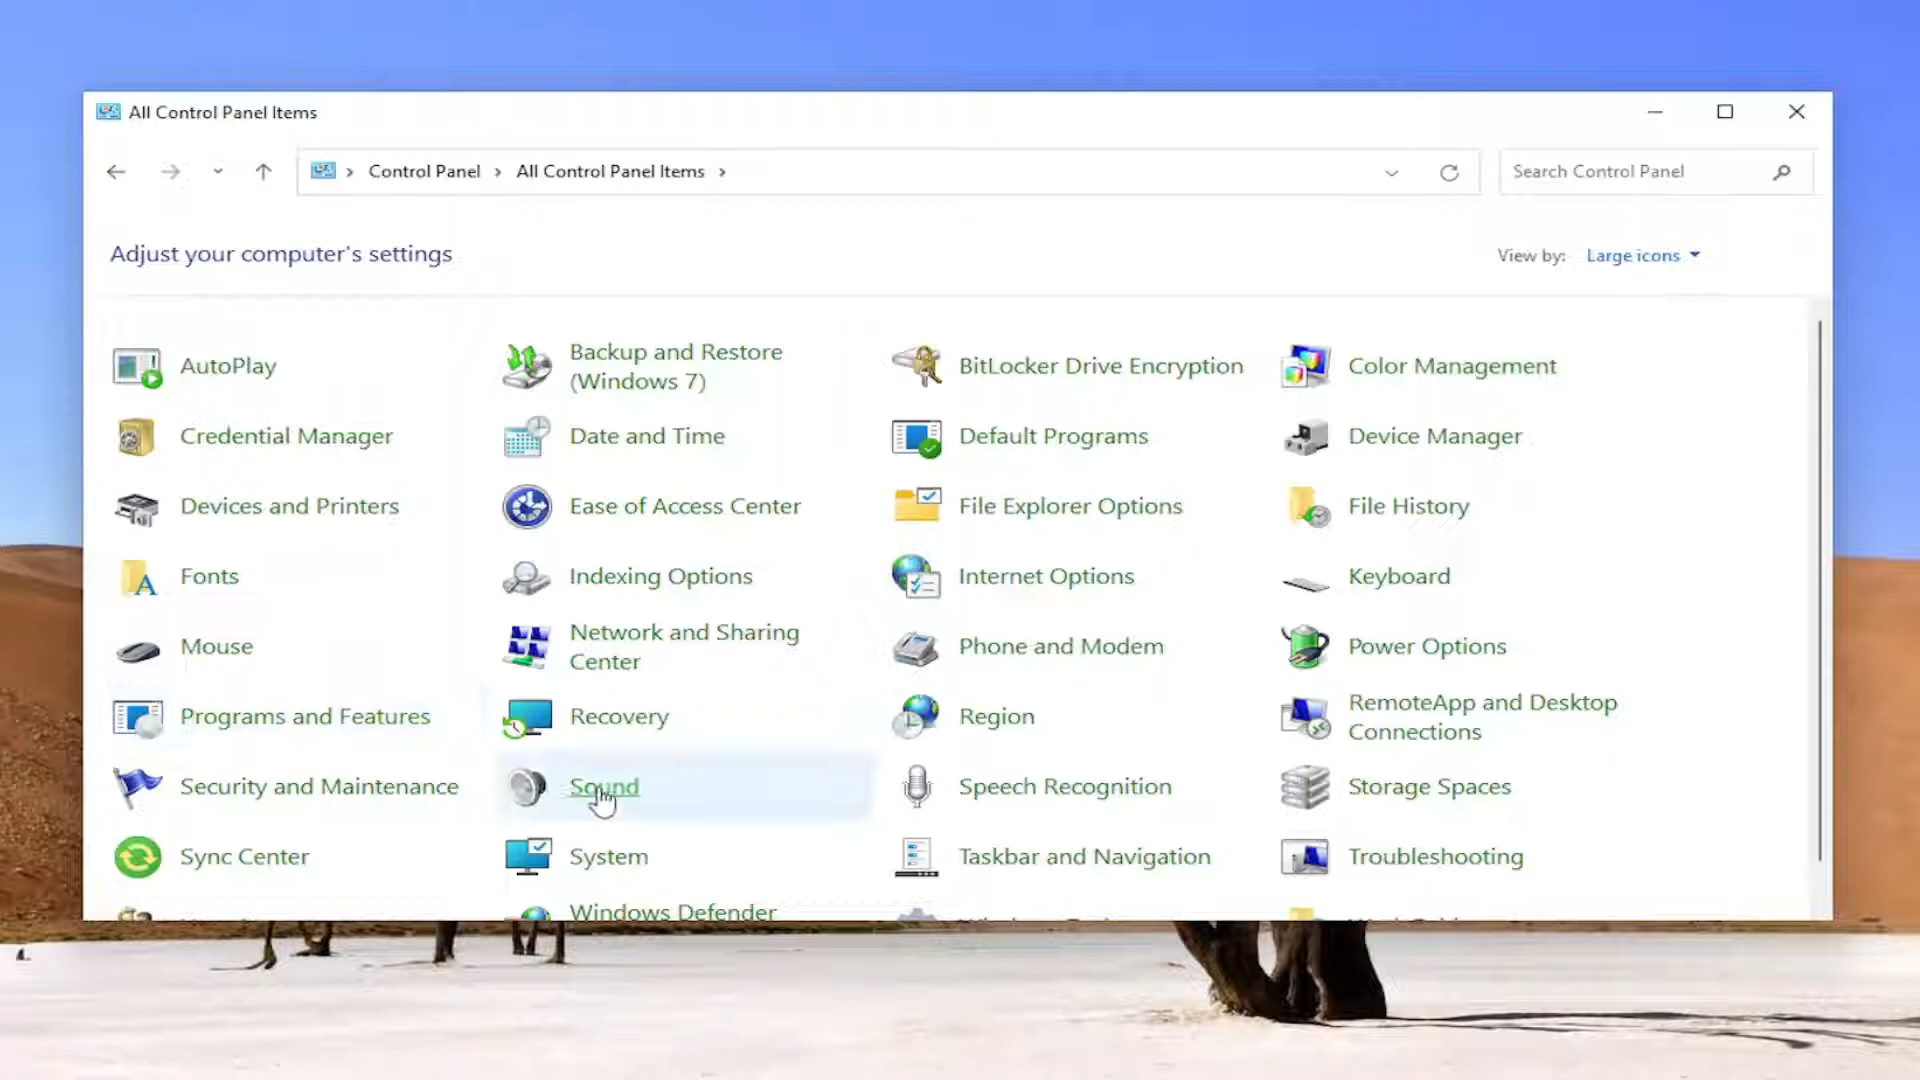 All Control Panel Items
Control Panel All Control Panel Items
Search Control Panel
Adjust your computer's settings
View by: Large icons
AutoPlay
Backup and Restore
(Windows 7)
BitLocker Drive Encryption
Color Management
Credential Manager
Date and Time
Default Programs
Device Manager
Devices and Printers
Ease of Access Center
File Explorer Options
File History
Fonts
Indexing Options
Internet Options
Keyboard
Mouse
Network and Sharing
Center
Phone and Modem
Power Options
Programs and Features
Recovery
Region
RemoteApp and Desktop
Connections
Security and Maintenance
Sound
Speech Recognition
Storage Spaces
Sync Center
System
Taskbar and Navigation
Troubleshooting
Windows Defender